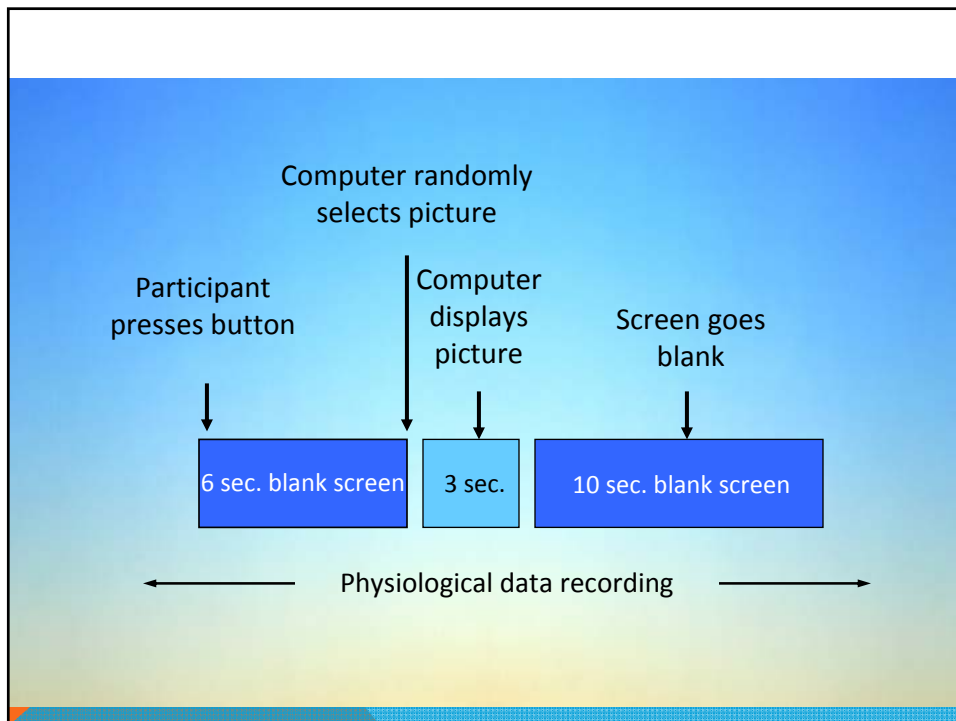 Computer randomly
selects picture
Participant
presses button
Computer
displays
picture
Screen goes
blank
6 sec. blank screen
3 sec.
10 sec. blank screen
Physiological data recording